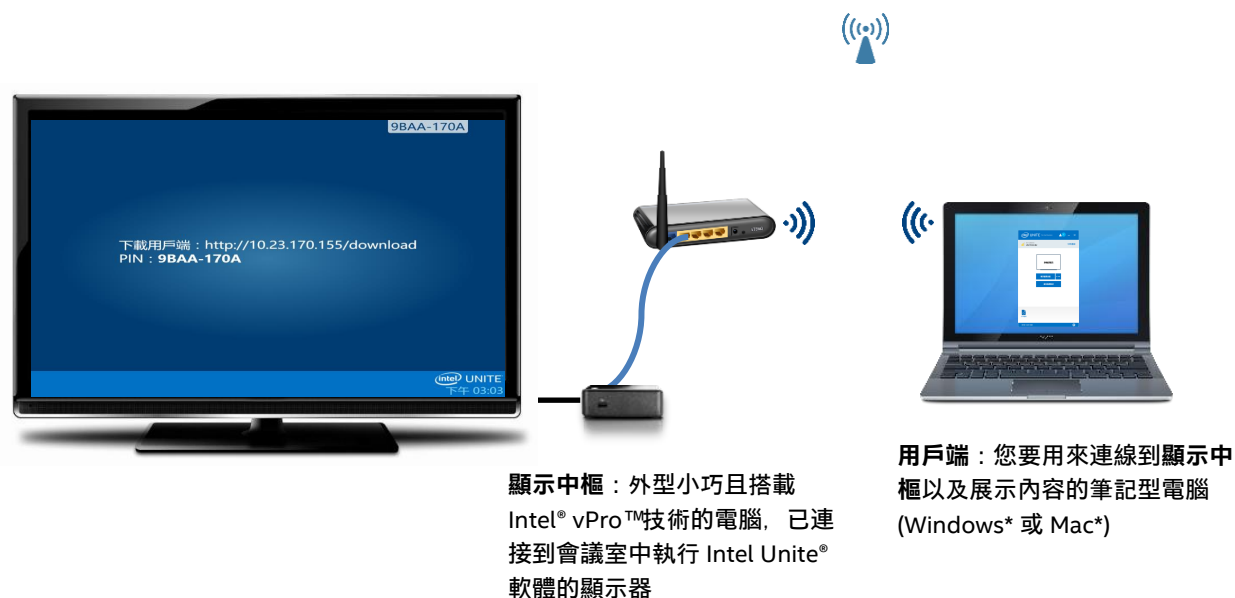 9BAA-170A
下載用戶端：http://10.23.170.155/download
PIN：9BAA-170A
intel UNITE
下午 03:03
顯示中樞：外型小巧且搭載
Intel® vPro™技術的電腦，已連
接到會議室中執行 Intel Unite®
軟體的顯示器
用戶端：您要用來連線到顯示中
樞以及展示內容的筆記型電腦
(Windows* 或 Mac*)